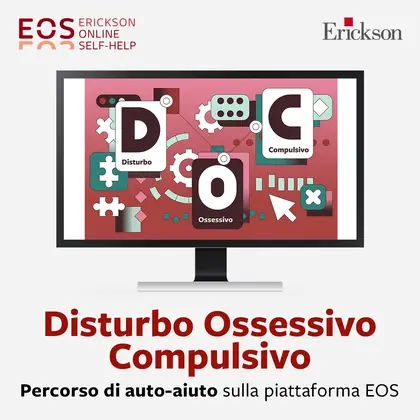 EOS ERICKSON
ONLINE
SELF-HELP
Erickson
D
Disturbo
O
Ossessivo
C
Compulsivo
Disturbo Ossessivo
Compulsivo
Percorso di auto-aiuto sulla piattaforma EOS